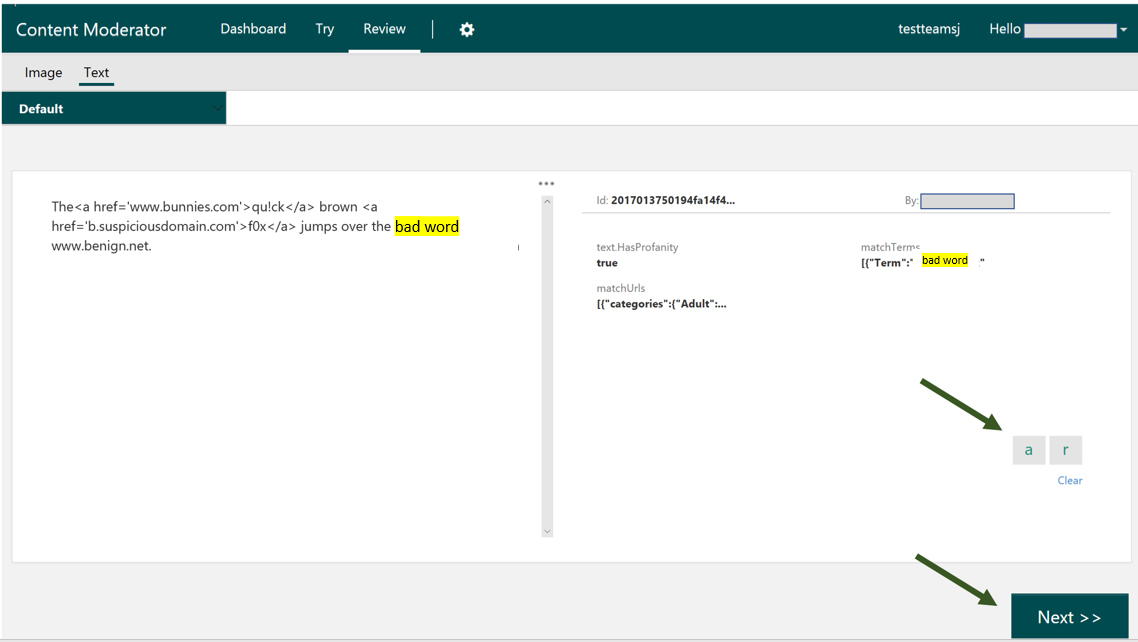 Content Moderator Dashboard Try Review testteamsj Hello
Image Text
Default
The<a href='www.bunnies.com'>qu!ck</a> brown <a
href='b.suspiciousdomain.com'>f0x</a> jumps over the bad word
www.benign.net.
Id: 2017013750194fa14f4... By:
text.HasProfanity
true
matchTerms
[{"Term":" bad word "
matchUrls
[{"categories":{"Adult":...
a r
Clear
Next >>